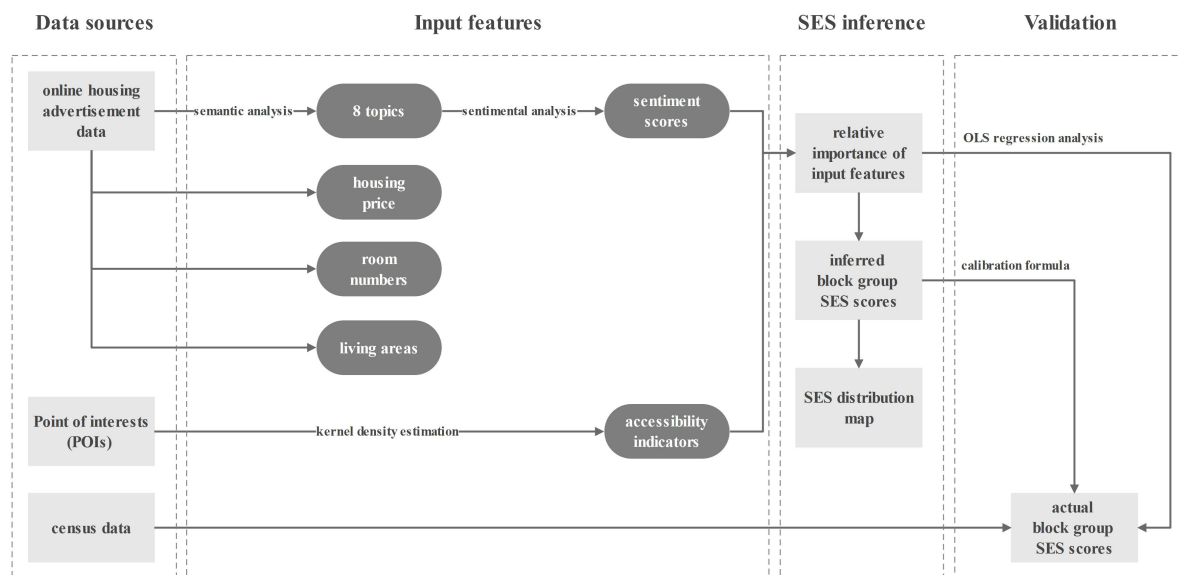 Data sources
Input features
SES inference
Validation
online housing
advertisement
data
semantic analysis
8 topics
sentimental analysis
sentiment
scores
housing
price
room
numbers
living areas
Point of interests
(POIs)
kernel density estimation
accessibility
indicators
census data
relative
importance of
input features
OLS regression analysis
inferred
block group
SES scores
calibration formula
SES distribution
map
actual
block group
SES scores